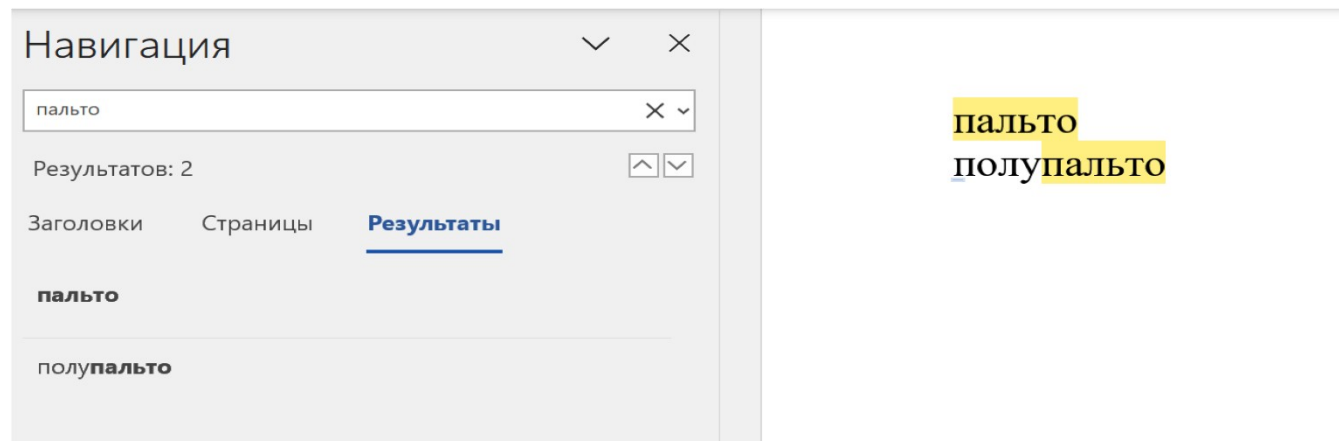 Навигация
пальто
Результатов: 2
Заголовки Страницы Результаты
пальто
полупальто
пальто
полупальто